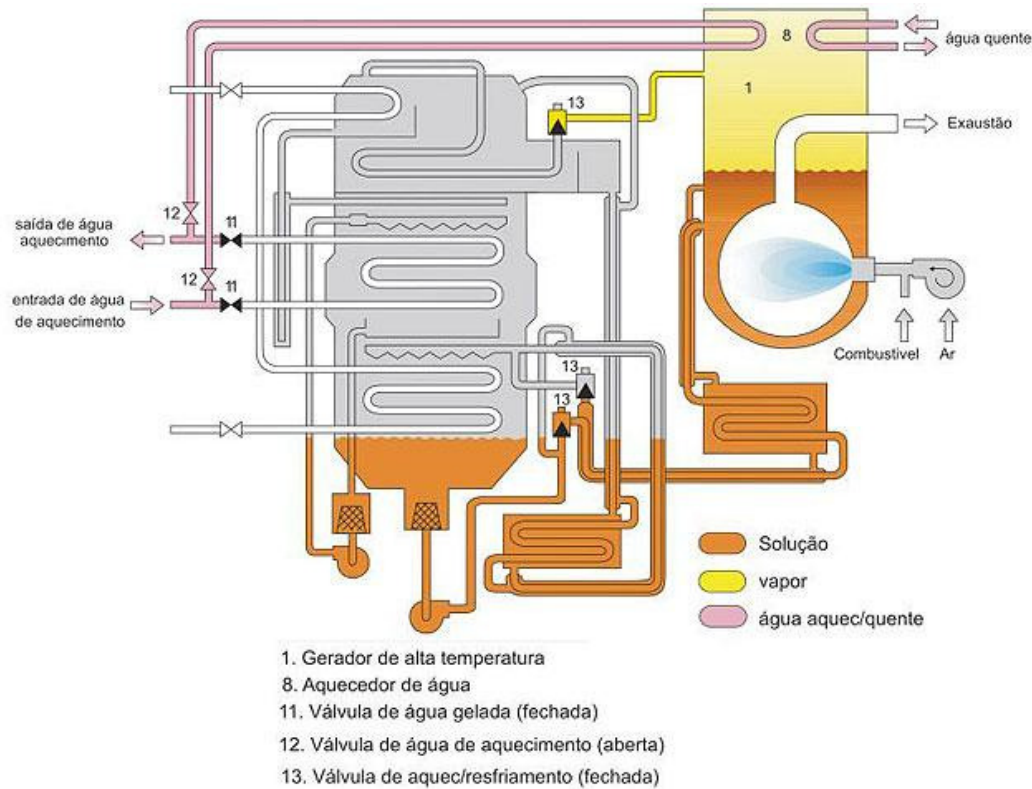 8
água quente
1
13
Exaustão
12
11
saída de água
aquecimento
12
11
entrada de água
de aquecimento
Combustivel
Ar
13
13
Solução
vapor
água aquec/quente
1. Gerador de alta temperatura
8. Aquecedor de água
11. Válvula de água gelada (fechada)
12. Válvula de água de aquecimento (aberta)
13. Válvula de aquec/resfriamento (fechada)